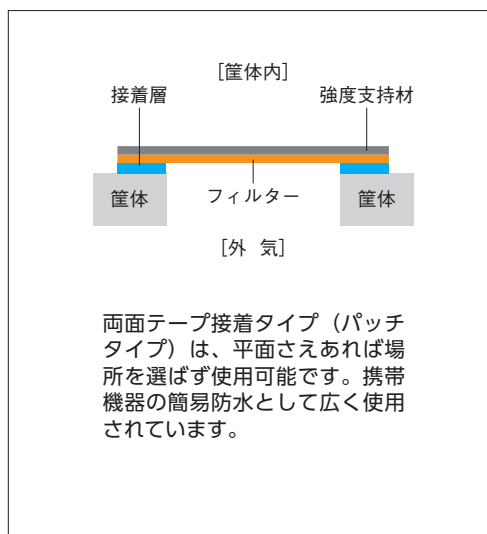 [筐体内]
接着層 強度支持材
筐体 フィルター 筐体
[外 気]
両面テープ接着タイプ（パッチ
タイプ）は、平面さえあれば場
所を選ばず使用可能です。携帯
機器の簡易防水として広く使用
されています。